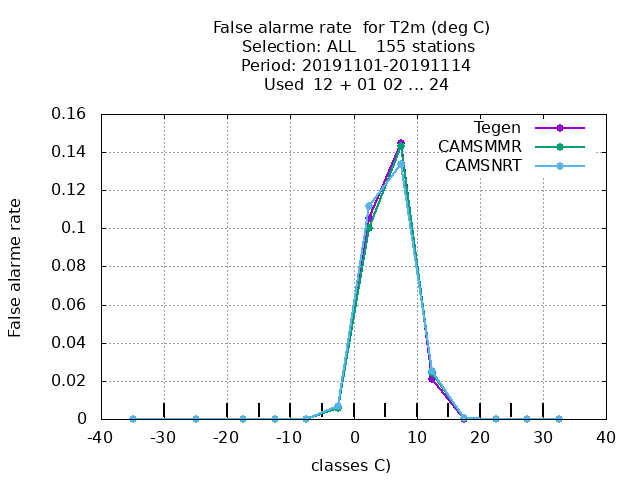 False alarme rate  for T2m (deg C)
Selection: ALL    155 stations
Period: 20191101-20191114
Used  12 + 01 02 ... 24
False alarme rate
0.16
0.14
0.12
0.1
0.08
0.06
0.04
0.02
0
Tegen
CAMSMMR
CAMSNRT
-40 -30 -20 -10 0 10 20 30 40
classes C)